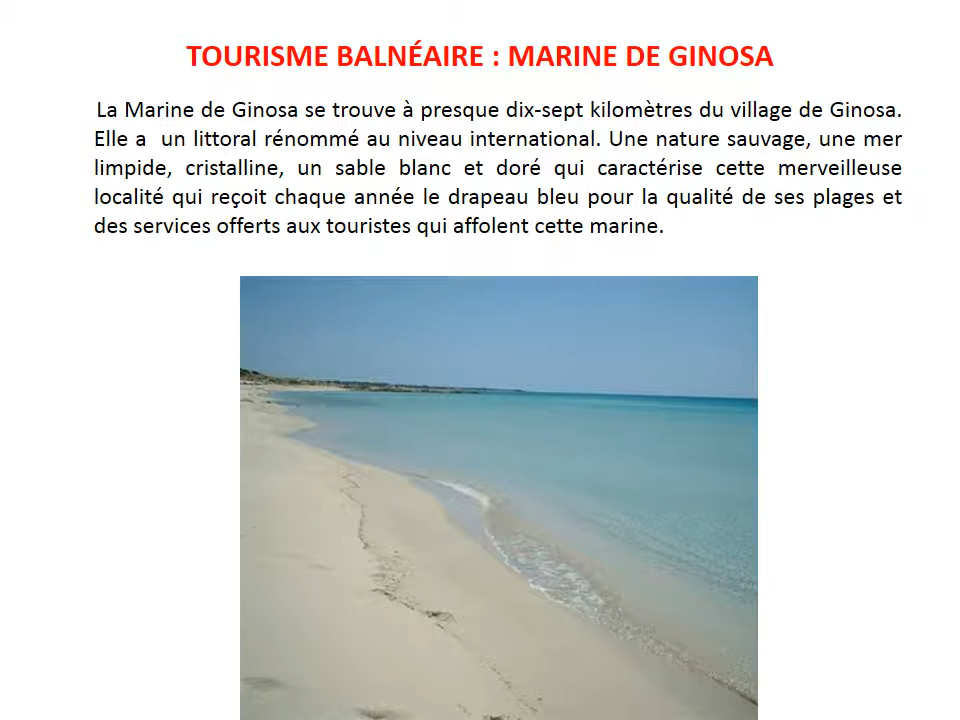 TOURISME BALNÉAIRE : MARINE DE GINOSA
La Marine de Ginosa se trouve à presque dix-sept kilomètres du village de Ginosa.
Elle a  un littoral rénommé au niveau international. Une nature sauvage, une mer
limpide, cristalline, un sable blanc et doré qui caractérise cette merveilleuse
localité qui reçoit chaque année le drapeau bleu pour la qualité de ses plages et
des services offerts aux touristes qui affolent cette marine.